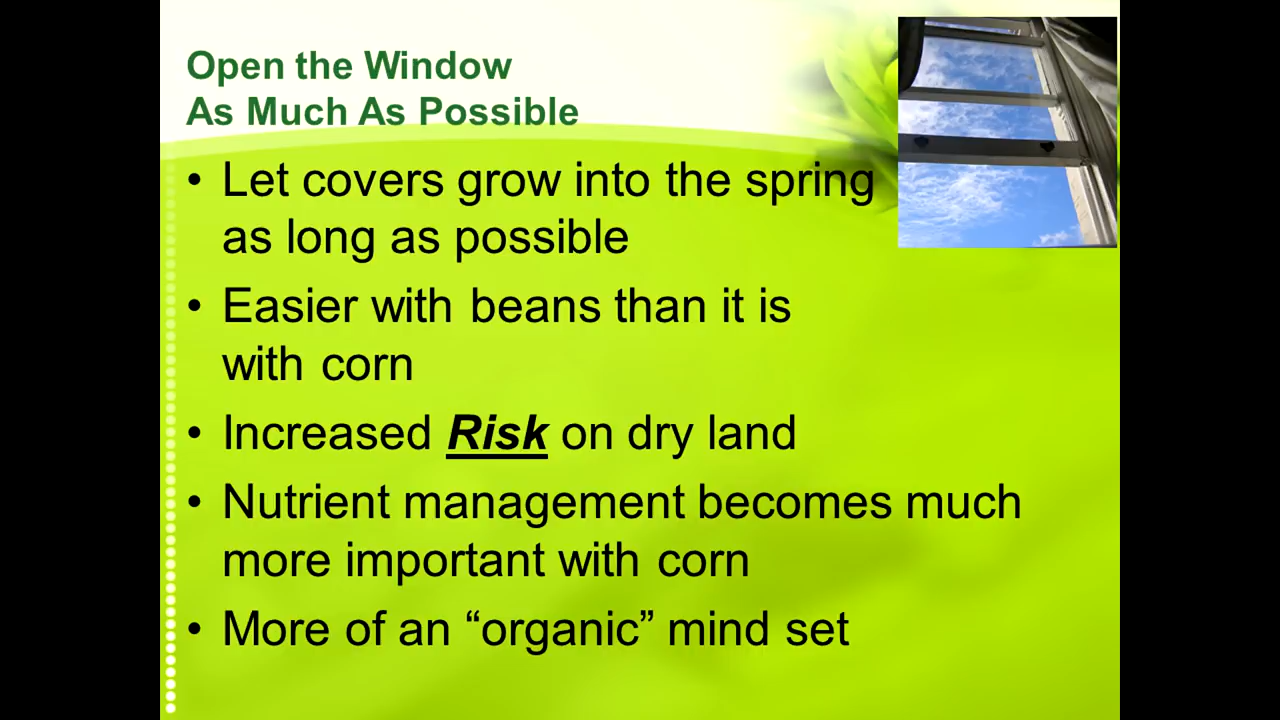 Open the Window
As Much As Possible
• Let covers grow into the spring
as long as possible
• Easier with beans than it is
with corn
• Increased Risk on dry land
• Nutrient management becomes much
more important with corn
• More of an “organic” mind set